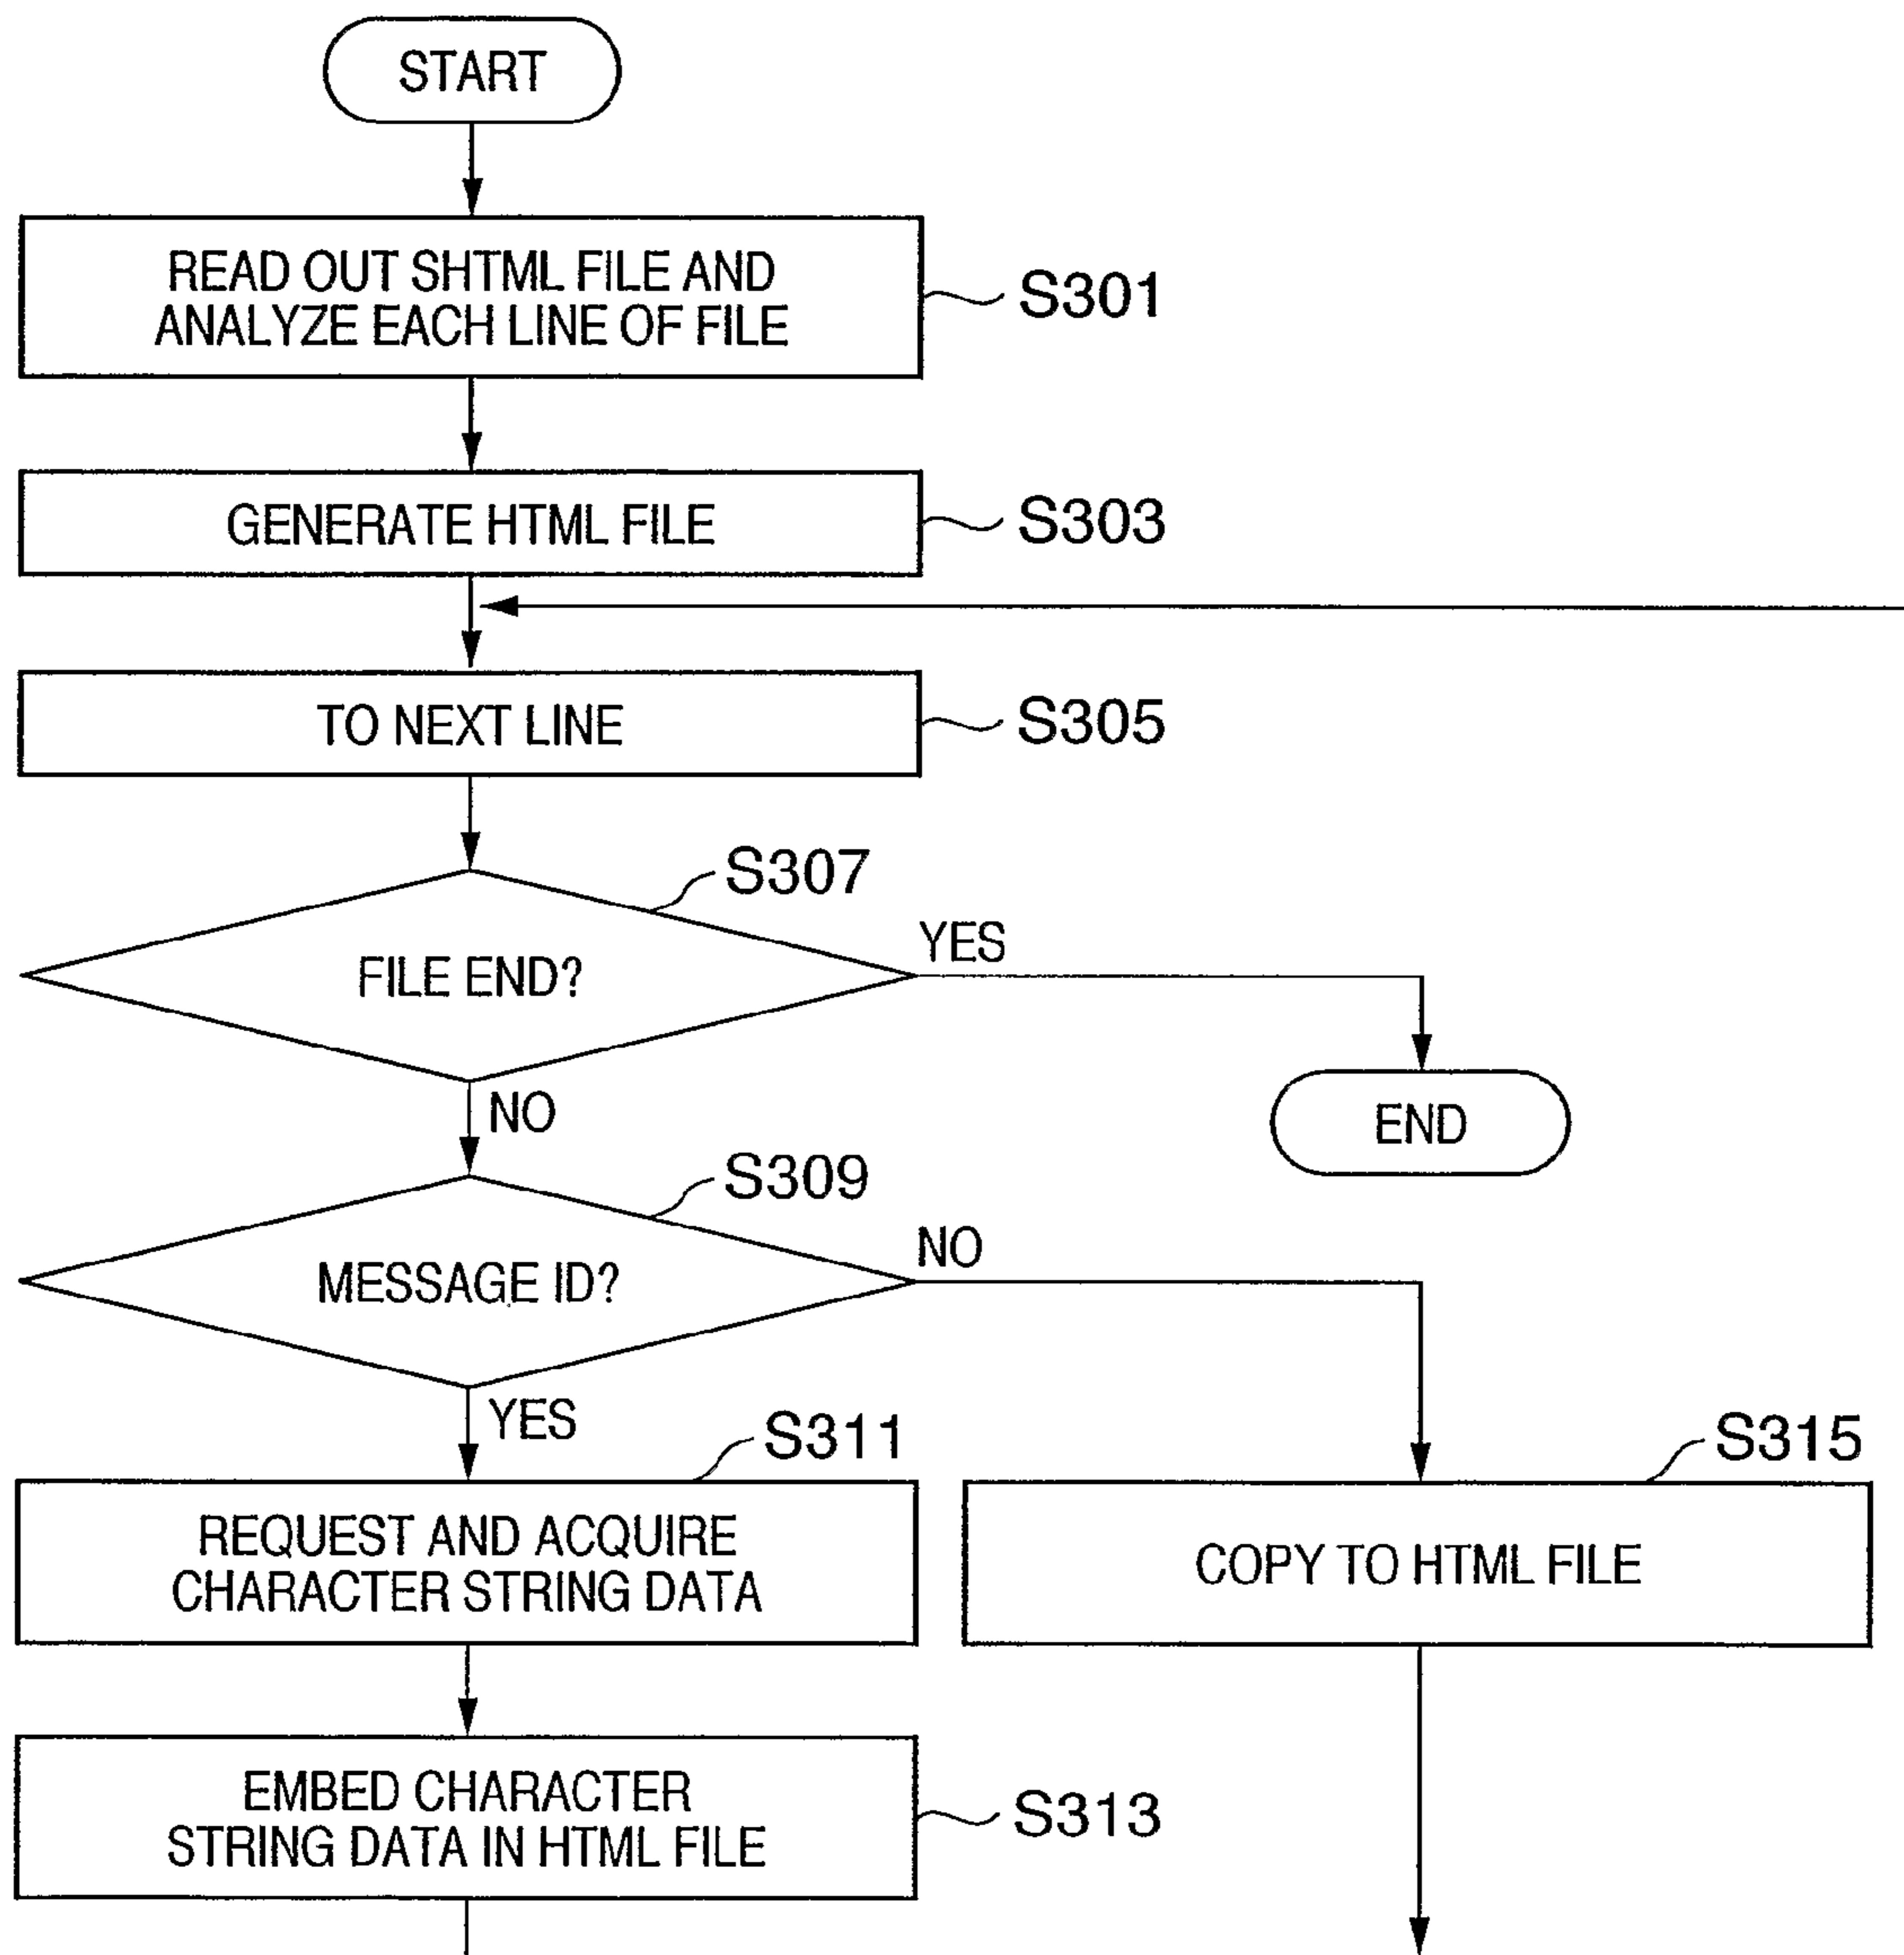 START
READ OUT SHTML FILE AND
ANALYZE EACH LINE OF FILE
S301
GENERATE HTML FILE
S303
TO NEXT LINE
S305
S307
FILE END?
YES
NO
END
S309
MESSAGE ID?
NO
YES
S311
REQUEST AND ACQUIRE
CHARACTER STRING DATA
S315
COPY TO HTML FILE
EMBED CHARACTER
STRING DATA IN HTML FILE
S313